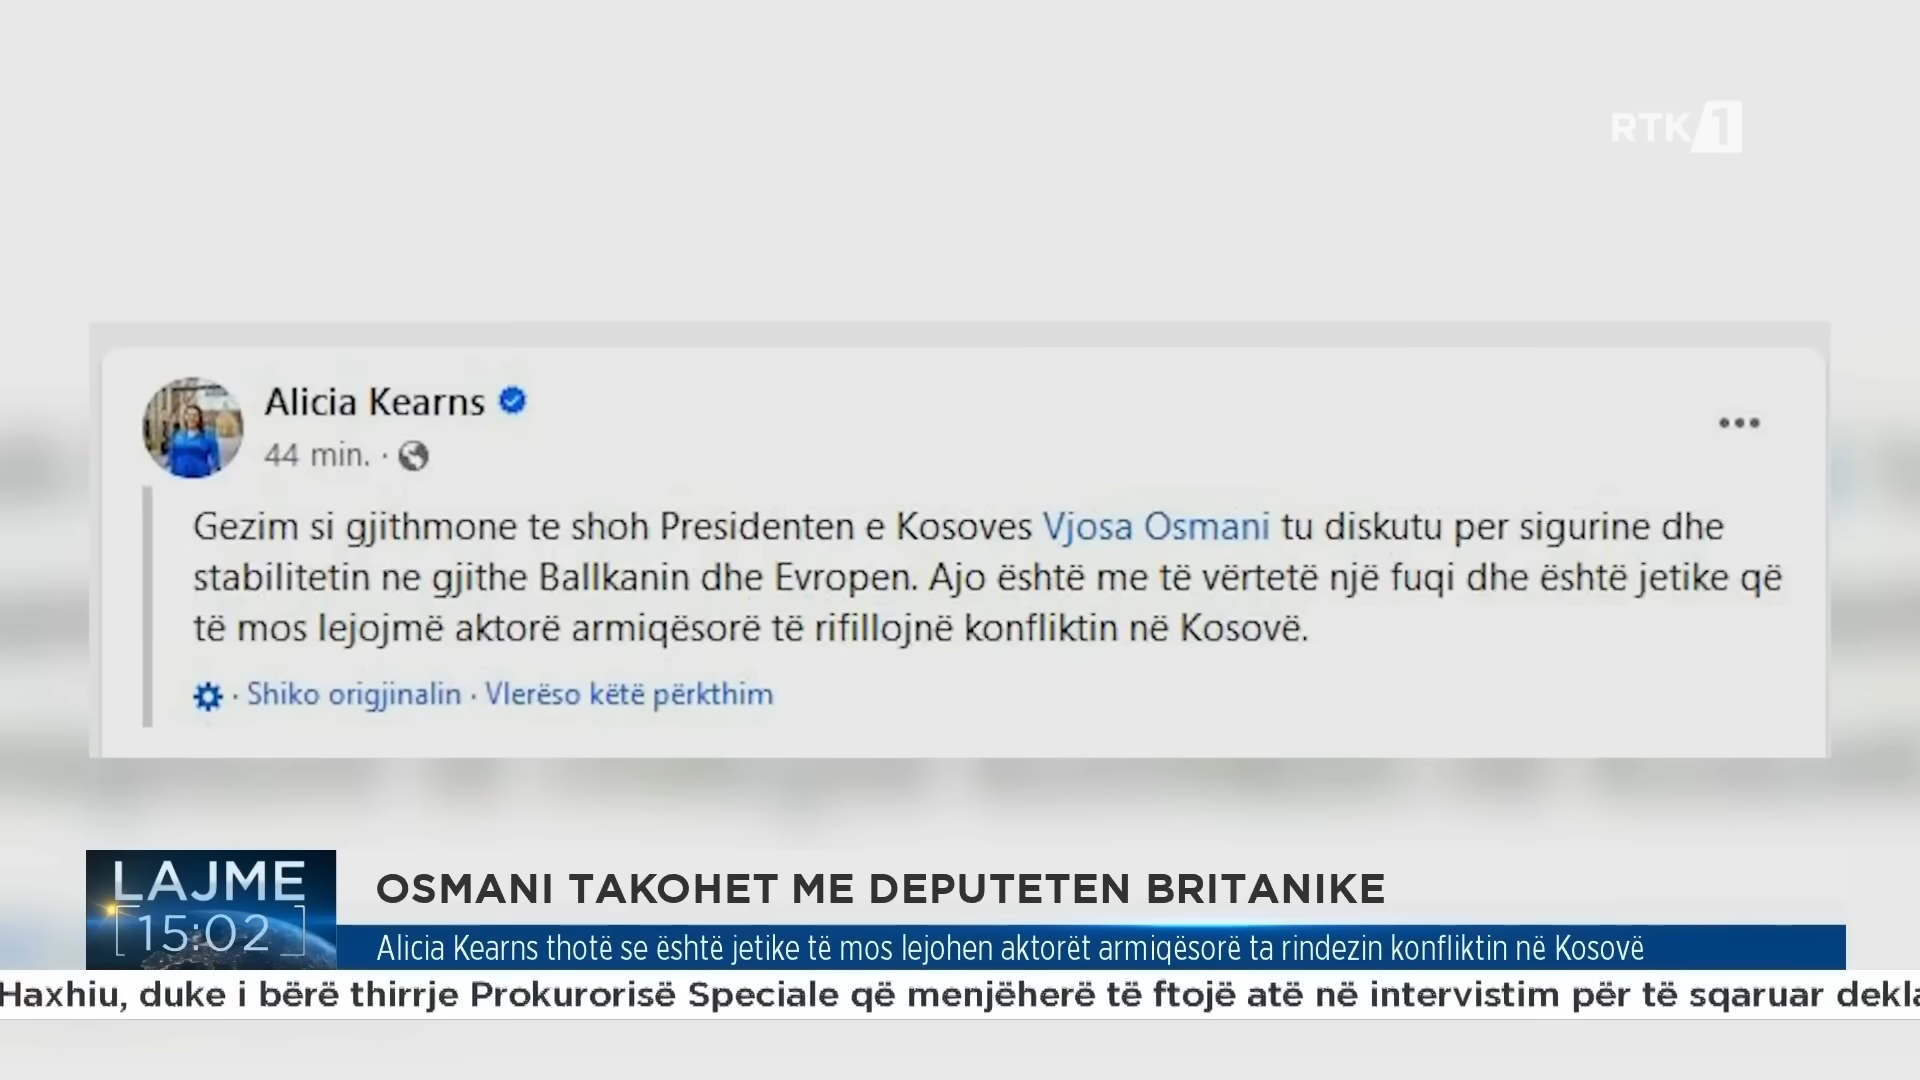 RTK 1
Alicia Kearns
44 min. ·
Gezim si gjithmone te shoh Presidenten e Kosoves Vjosa Osmani tu diskutu per sigurine dhe
stabilitetin ne gjithe Ballkanin dhe Evropen. Ajo është me të vërtetë një fuqi dhe është jetike që
të mos lejojmë aktorë armiqësorë të rifillojnë konfliktin në Kosovë.
· Shiko origjinalin · Vlerëso këtë përkthim
LAJME
15:02
OSMANI TAKOHET ME DEPUTETEN BRITANIKE
Alicia Kearns thotë se është jetike të mos lejohen aktorët armiqësorë ta rindezin konfliktin në Kosovë
Haxhiu, duke i bërë thirrje Prokurorisë Speciale që menjëherë të ftojë atë në intervistim për të sqaruar dekla